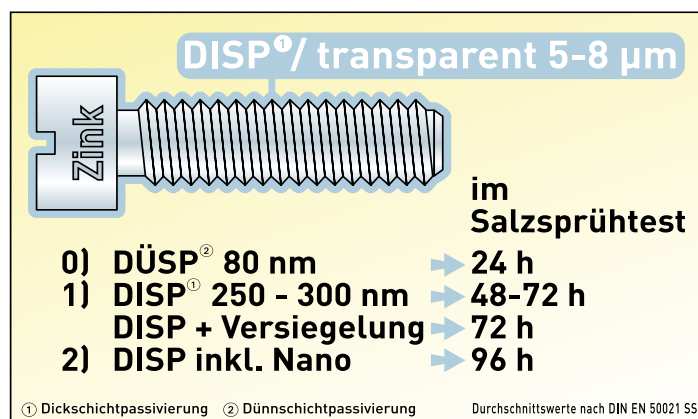 DISP①/ transparent 5-8 µm
Zink
im
Salzsprühtest
0) DÜSP② 80 nm 24 h
1) DISP① 250 - 300 nm 48-72 h
DISP + Versiegelung 72 h
2) DISP inkl. Nano 96 h
① Dickschichtpassivierung ② Dünnschichtpassivierung Durchschnittswerte nach DIN EN 50021 SS